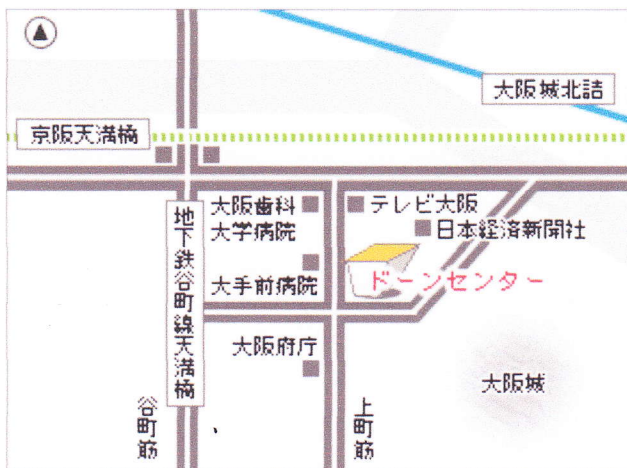 大阪城北詰
京阪天満橋
地下鉄谷町線天満橋
大阪歯科
大学病院
テレビ大阪
日本経済新聞社
大手前病院
ドーンセンター
大阪府庁
大阪城
谷町筋
上町筋